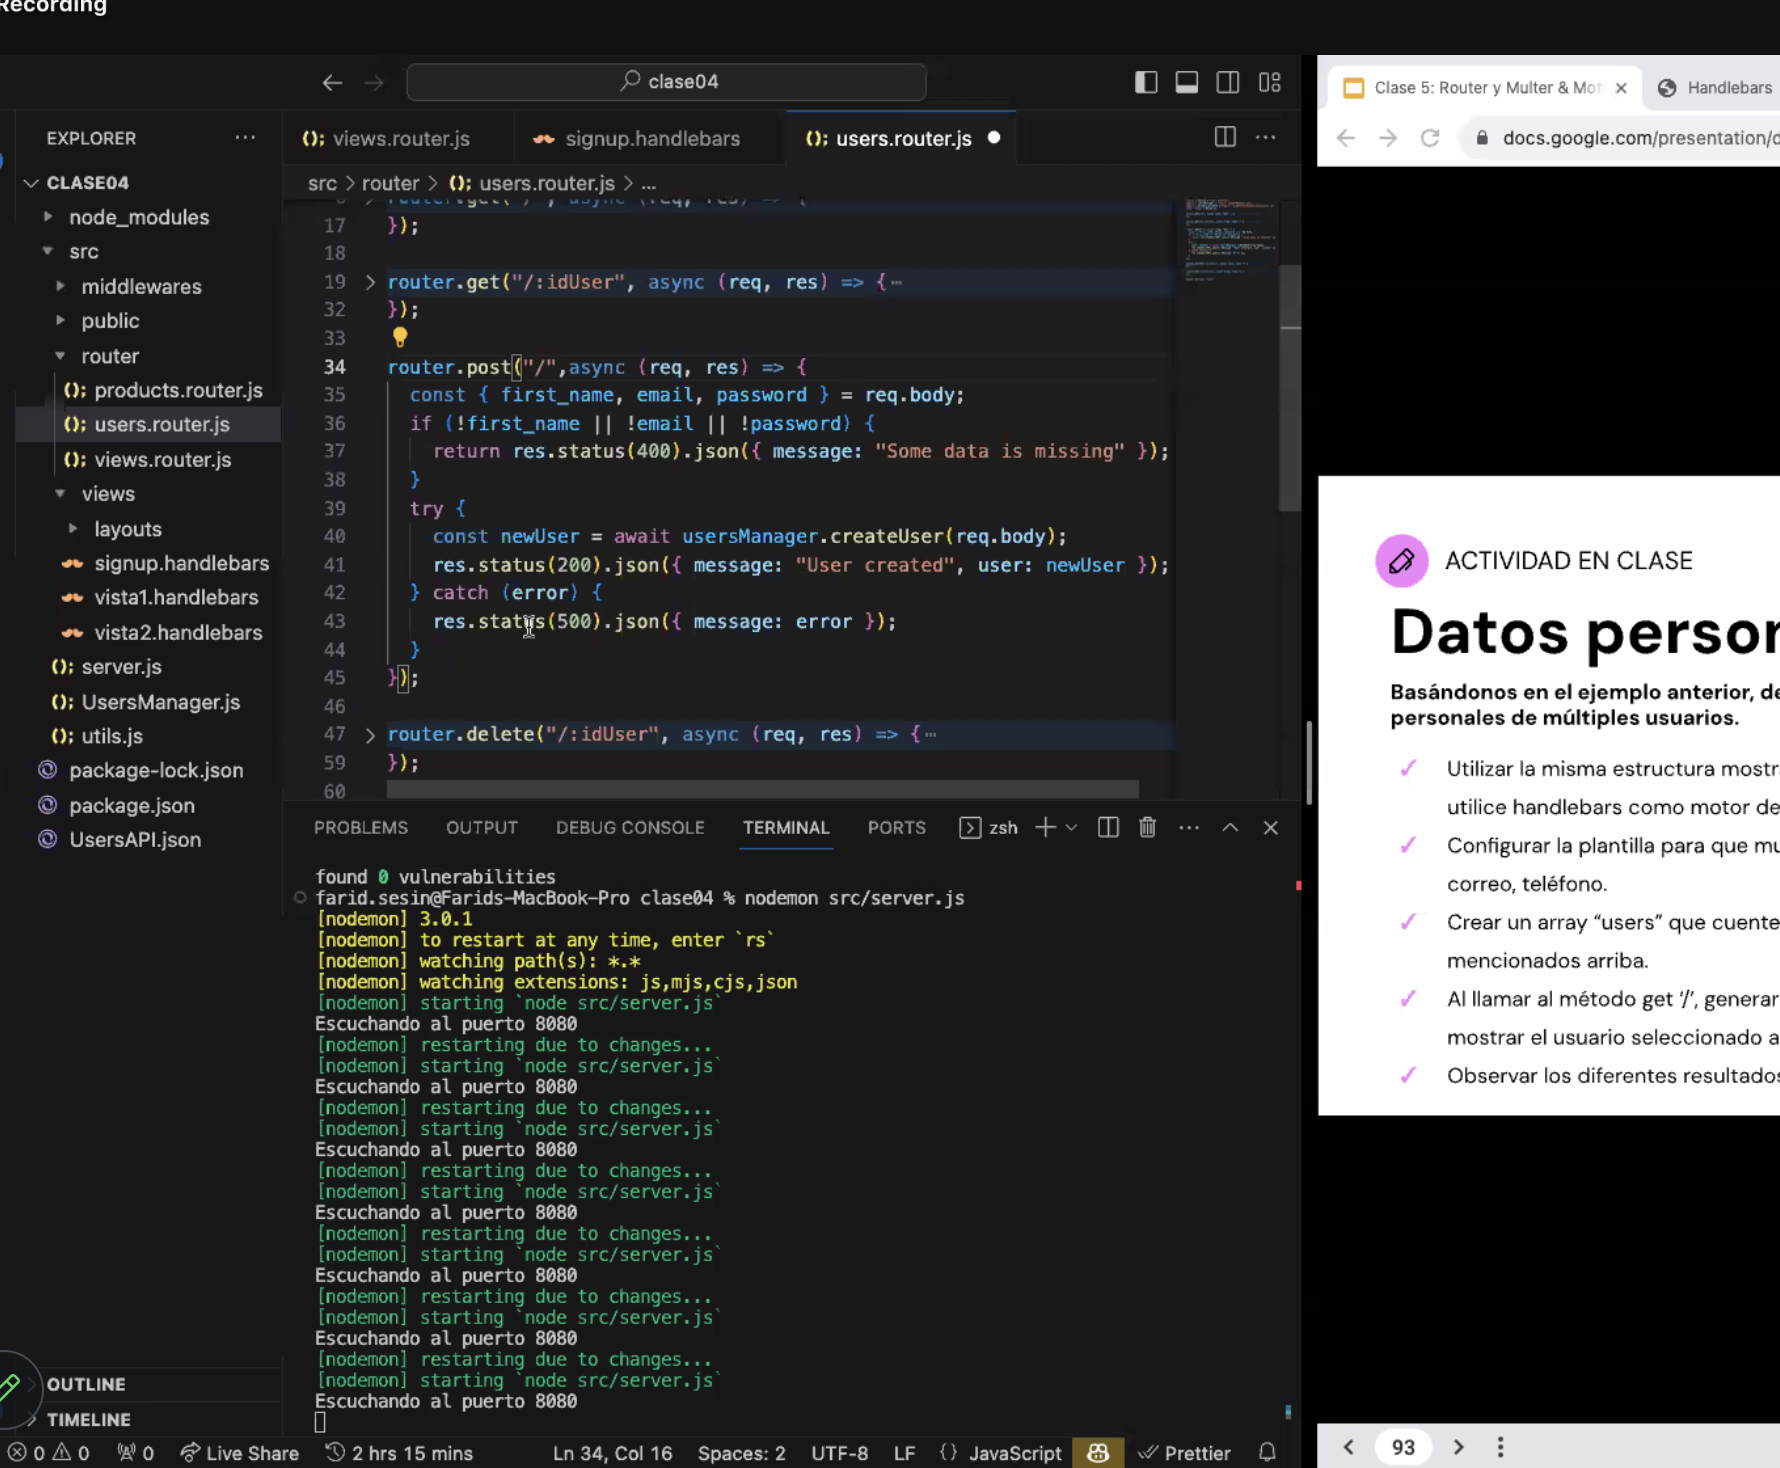 Recording
clase04
EXPLORER ···
CLASE04
node_modules
src
middlewares
public
router
products.router.js
users.router.js
views.router.js
views
layouts
signup.handlebars
vista1.handlebars
vista2.handlebars
server.js
UsersManager.js
utils.js
package-lock.json
package.json
UsersAPI.json
OUTLINE
TIMELINE
views.router.js
signup.handlebars
users.router.js
src > router > users.router.js > ...
17 });
18
19 router.get("/:idUser", async (req, res) => {···
32 });
33
34 router.post("/",async (req, res) => {
35 const { first_name, email, password } = req.body;
36 if (!first_name || !email || !password) {
37 return res.status(400).json({ message: "Some data is missing" });
38 }
39 try {
40 const newUser = await usersManager.createUser(req.body);
41 res.status(200).json({ message: "User created", user: newUser });
42 } catch (error) {
43 res.status(500).json({ message: error });
44 }
45 });
46
47 router.delete("/:idUser", async (req, res) => {···
59 });
60
PROBLEMS OUTPUT DEBUG CONSOLE TERMINAL PORTS zsh
found 0 vulnerabilities
farid.sesin@Farids-MacBook-Pro clase04 % nodemon src/server.js
[nodemon] 3.0.1
[nodemon] to restart at any time, enter `rs`
[nodemon] watching path(s): *.*
[nodemon] watching extensions: js,mjs,cjs,json
[nodemon] starting `node src/server.js`
Escuchando al puerto 8080
[nodemon] restarting due to changes...
[nodemon] starting `node src/server.js`
Escuchando al puerto 8080
[nodemon] restarting due to changes...
[nodemon] starting `node src/server.js`
Escuchando al puerto 8080
[nodemon] restarting due to changes...
[nodemon] starting `node src/server.js`
Escuchando al puerto 8080
[nodemon] restarting due to changes...
[nodemon] starting `node src/server.js`
Escuchando al puerto 8080
[nodemon] restarting due to changes...
[nodemon] starting `node src/server.js`
Escuchando al puerto 8080
[nodemon] restarting due to changes...
[nodemon] starting `node src/server.js`
Escuchando al puerto 8080
0 0 0 Live Share 2 hrs 15 mins Ln 34, Col 16 Spaces: 2 UTF-8 LF {} JavaScript Prettier
Clase 5: Router y Multer & Mo
Handlebars
docs.google.com/presentation/
ACTIVIDAD EN CLASE
Datos person
Basándonos en el ejemplo anterior, de
personales de múltiples usuarios.
✓ Utilizar la misma estructura mostr
utilice handlebars como motor de
✓ Configurar la plantilla para que mu
correo, teléfono.
✓ Crear un array “users” que cuente
mencionados arriba.
✓ Al llamar al método get ‘/’, generar
mostrar el usuario seleccionado a
✓ Observar los diferentes resultados
93